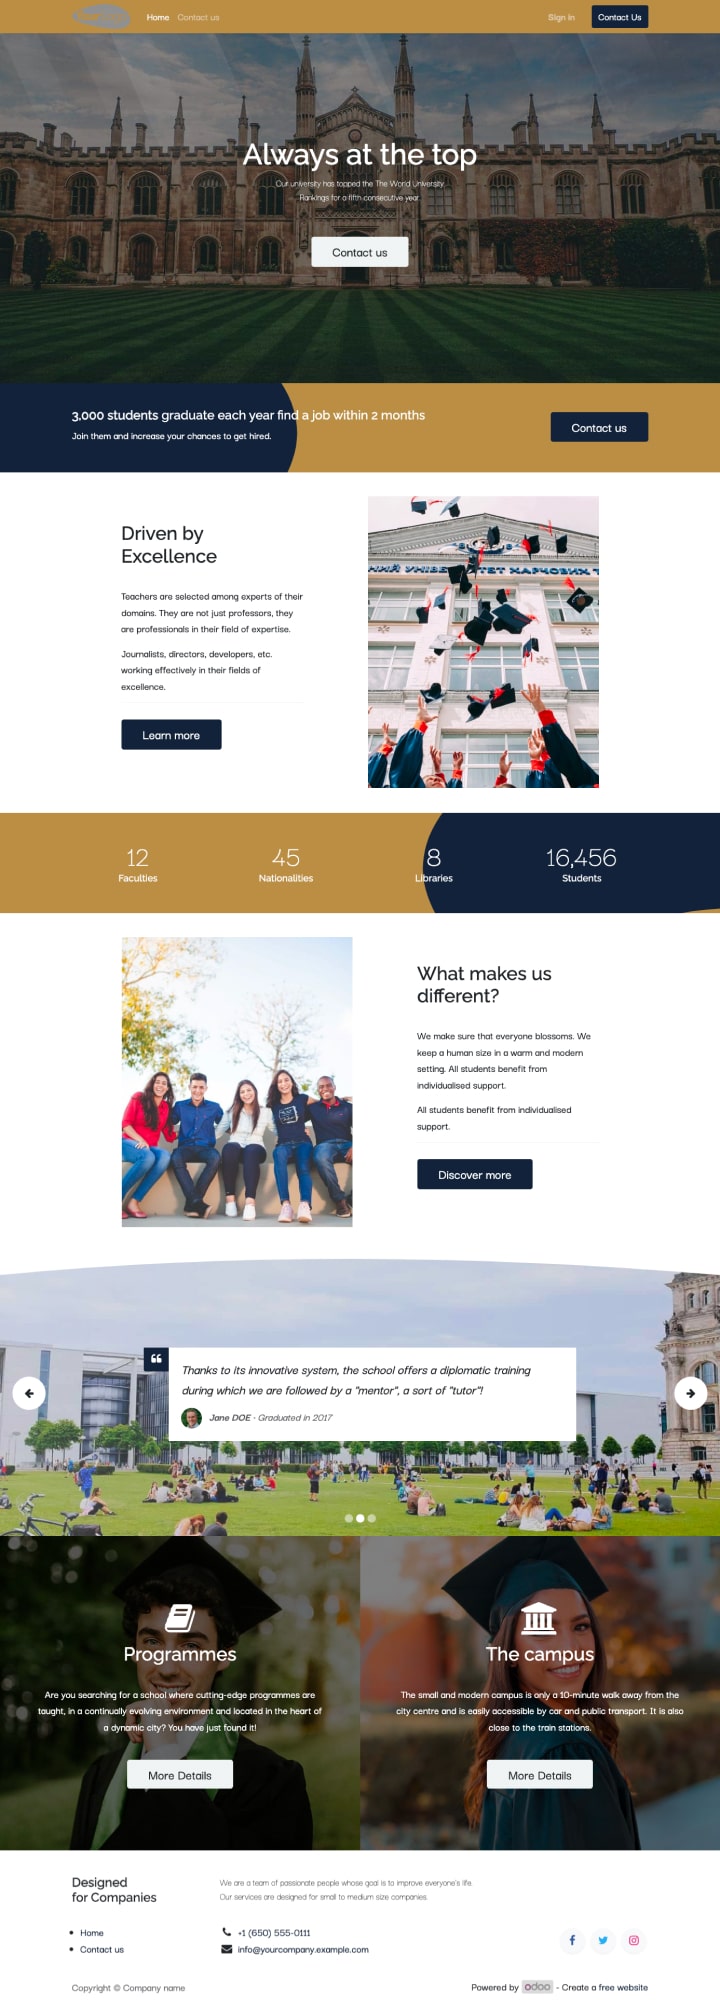 Home Contact us Sign in Contact Us
Always at the top
Our university has topped the The World University
Rankings for a fifth consecutive year.
Contact us
3,000 students graduate each year find a job within 2 months
Join them and increase your chances to get hired.
Contact us
Driven by
Excellence
Teachers are selected among experts of their
domains. They are not just professors, they
are professionals in their field of expertise.
Journalists, directors, developers, etc.
working effectively in their fields of
excellence.
Learn more
12 45 8 16,456
Faculties Nationalities Libraries Students
What makes us
different?
We make sure that everyone blossoms. We
keep a human size in a warm and modern
setting. All students benefit from
individualised support.
All students benefit from individualised
support.
Discover more
Thanks to its innovative system, the school offers a diplomatic training
during which we are followed by a "mentor", a sort of "tutor"!
Jane DOE - Graduated in 2017
Programmes
Are you searching for a school where cutting-edge programmes are
taught, in a continually evolving environment and located in the heart of
a dynamic city? You have just found it!
More Details
The campus
The small and modern campus is only a 10-minute walk away from the
city centre and is easily accessible by car and public transport. It is also
close to the train stations.
More Details
Designed
for Companies
We are a team of passionate people whose goal is to improve everyone's life.
Our services are designed for small to medium size companies.
Home
Contact us
+1 (650) 555-0111
info@yourcompany.example.com
Copyright © Company name
Powered by odoo - Create a free website